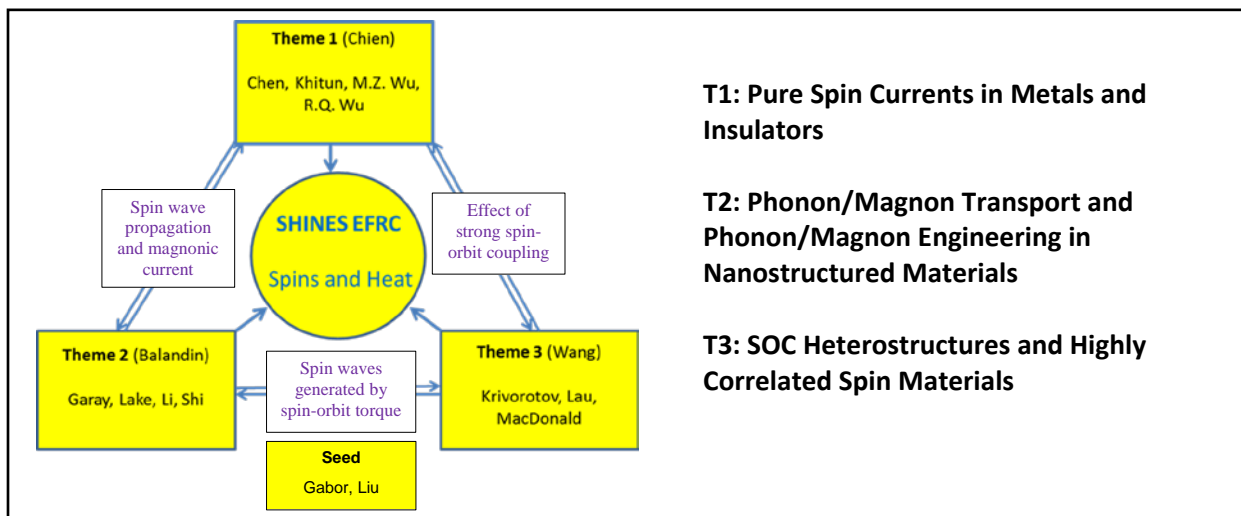 Theme 1 (Chien)
Chen, Khitun, M.Z. Wu,
R.Q. Wu
Spin wave
propagation
and magnonic
current
SHINES EFRC
Spins and Heat
Effect of
strong spin-
orbit coupling
Theme 2 (Balandin)
Garay, Lake, Li, Shi
Spin waves
generated by
spin-orbit torque
Theme 3 (Wang)
Krivorotov, Lau,
MacDonald
Seed
Gabor, Liu
T1: Pure Spin Currents in Metals and
Insulators
T2: Phonon/Magnon Transport and
Phonon/Magnon Engineering in
Nanostructured Materials
T3: SOC Heterostructures and Highly
Correlated Spin Materials